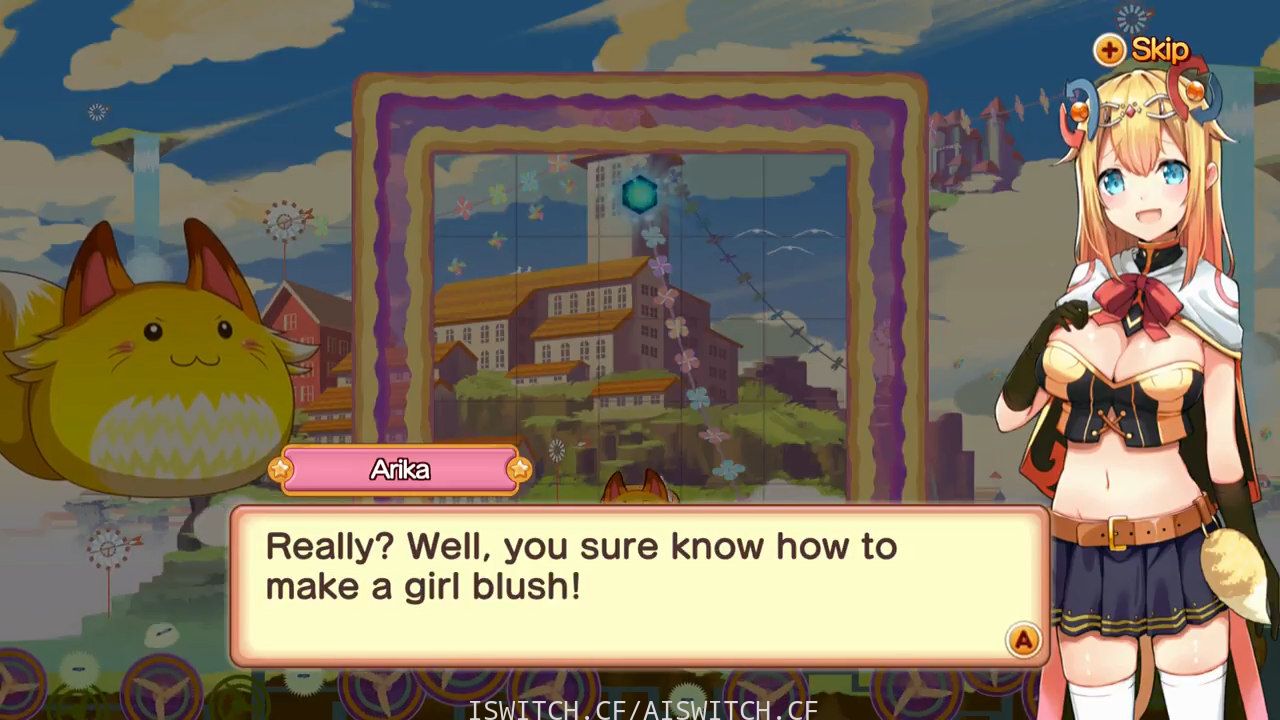 Skip
Arika
Really? Well, you sure know how to
make a girl blush!
A
ISWITCH.CF/AISWITCH.CF